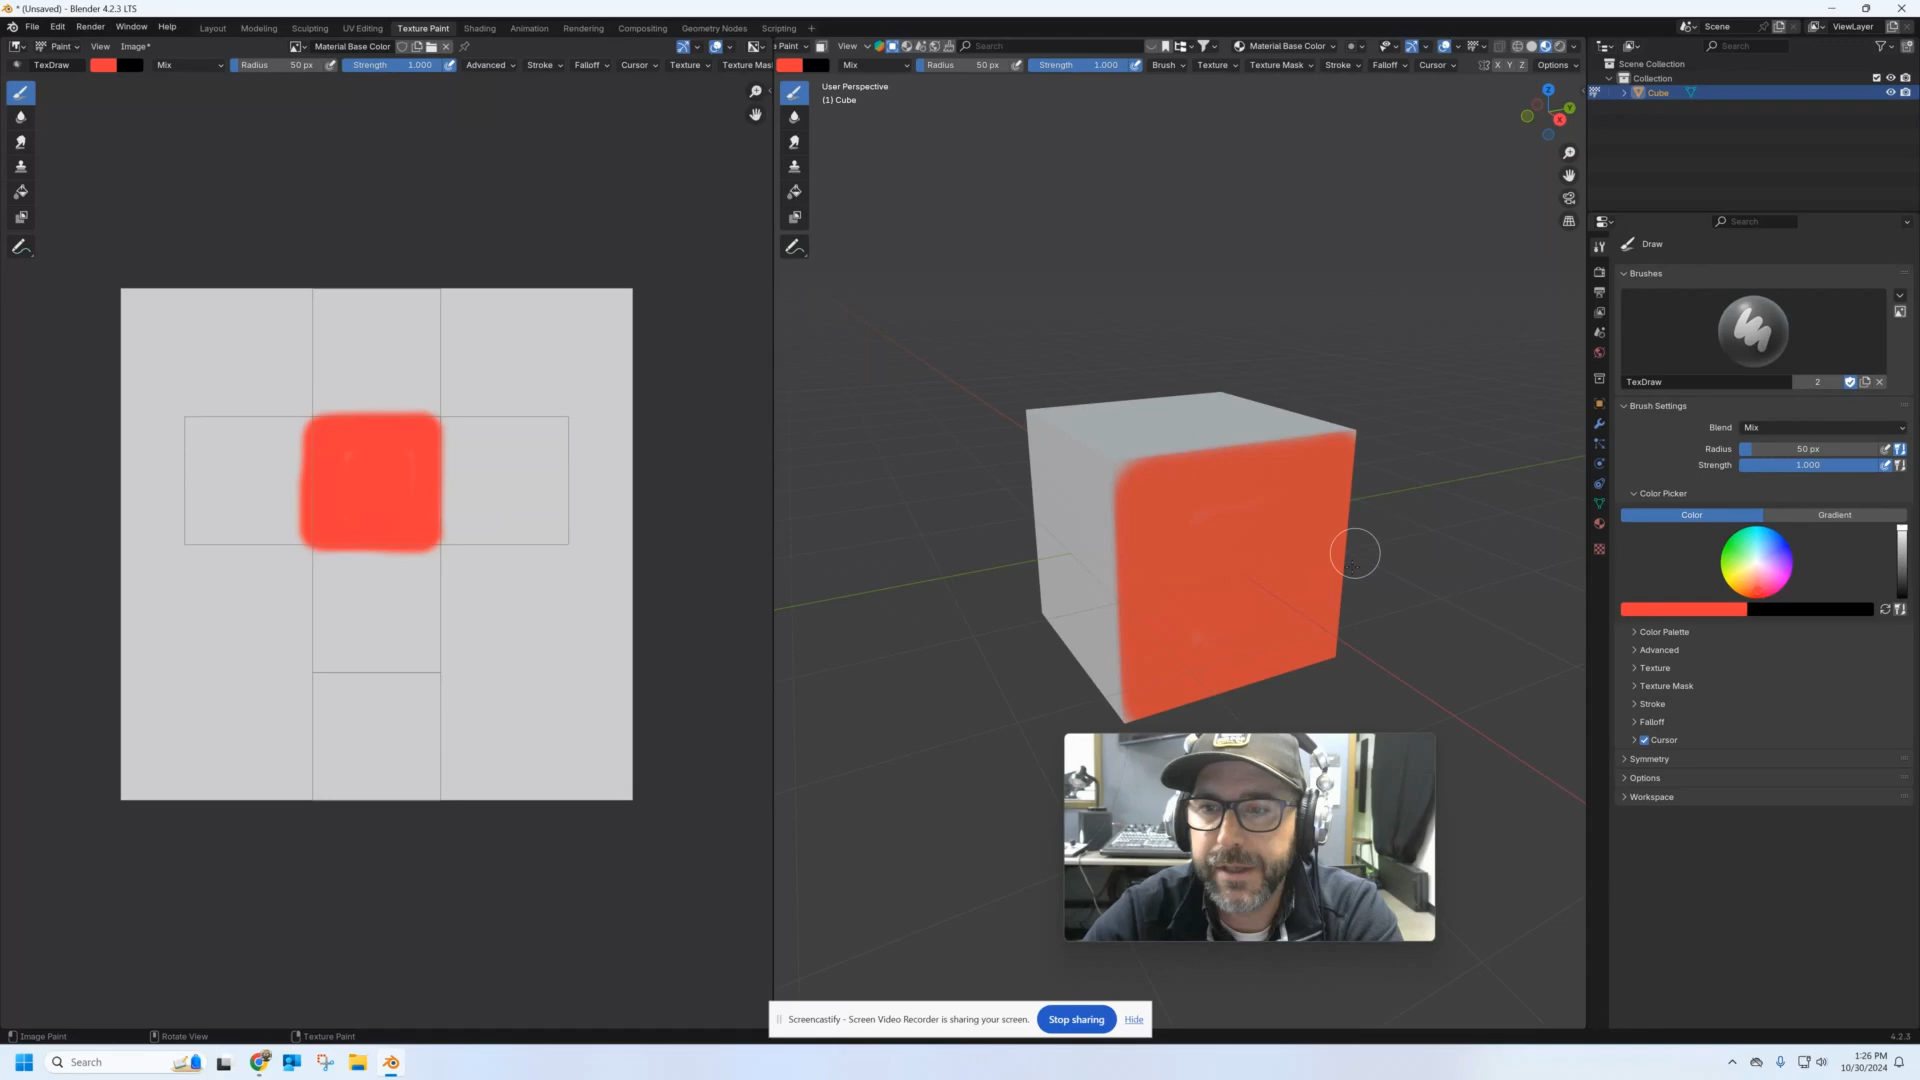 * (Unsaved) - Blender 4.2.3 LTS
File Edit Render Window Help Layout Modeling Sculpting UV Editing Texture Paint Shading Animation Rendering Compositing Geometry Nodes Scripting + Scene ViewLayer
Paint View Image* Material Base Color Paint View Search Material Base Color Search
TexDraw Mix Radius 50 px Strength 1.000 Advanced Stroke Falloff Cursor Texture Texture Mas Mix Radius 50 px Strength 1.000 Brush Texture Texture Mask Stroke Falloff Cursor X Y Z Options
Scene Collection
Collection
Cube
User Perspective
(1) Cube
Z
Y
X
Search
Draw
Brushes
TexDraw 2
Brush Settings
Blend Mix
Radius 50 px
Strength 1.000
Color Picker
Color Gradient
Color Palette
Advanced
Texture
Texture Mask
Stroke
Falloff
Cursor
Symmetry
Options
Workspace
Screencastify - Screen Video Recorder is sharing your screen. Stop sharing Hide
Image Paint Rotate View Texture Paint 4.2.3
Search
1:26 PM
10/30/2024